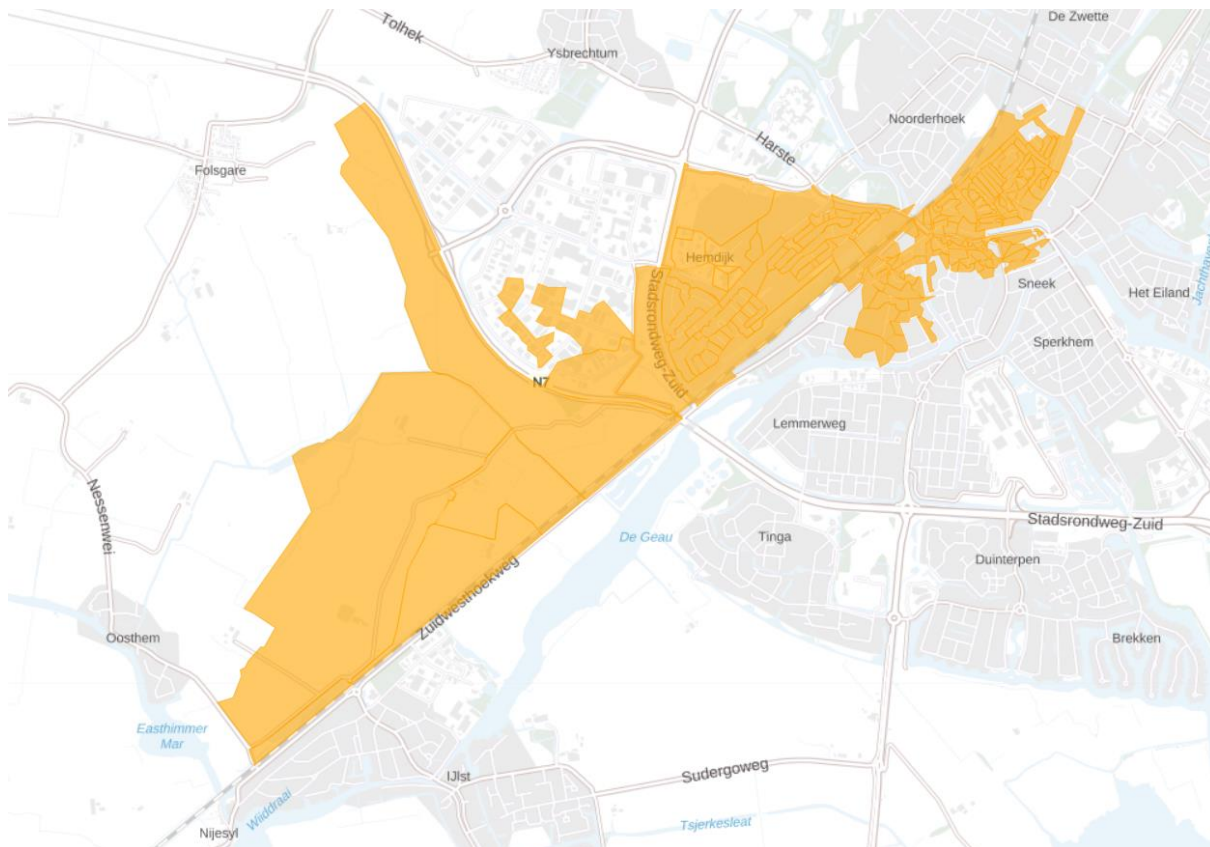 De Zwette
Tolhek
Ysbrechtum
Noorderhoek
Harste
Folsgare
Hemdijk
Stadsrondweg-Zuid
Sneek
Het Eiland
Sperkhem
N7
Lemmerweg
Nessenwei
Stadsrondweg-Zuid
De Geau
Tinga
Duinterpen
Zuidwesthoekweg
Oosthem
Brekken
Easthimmer
Mar
IJlst
Sudergoweg
Wiiddraai
Nijesyl
Tsjerkesleat